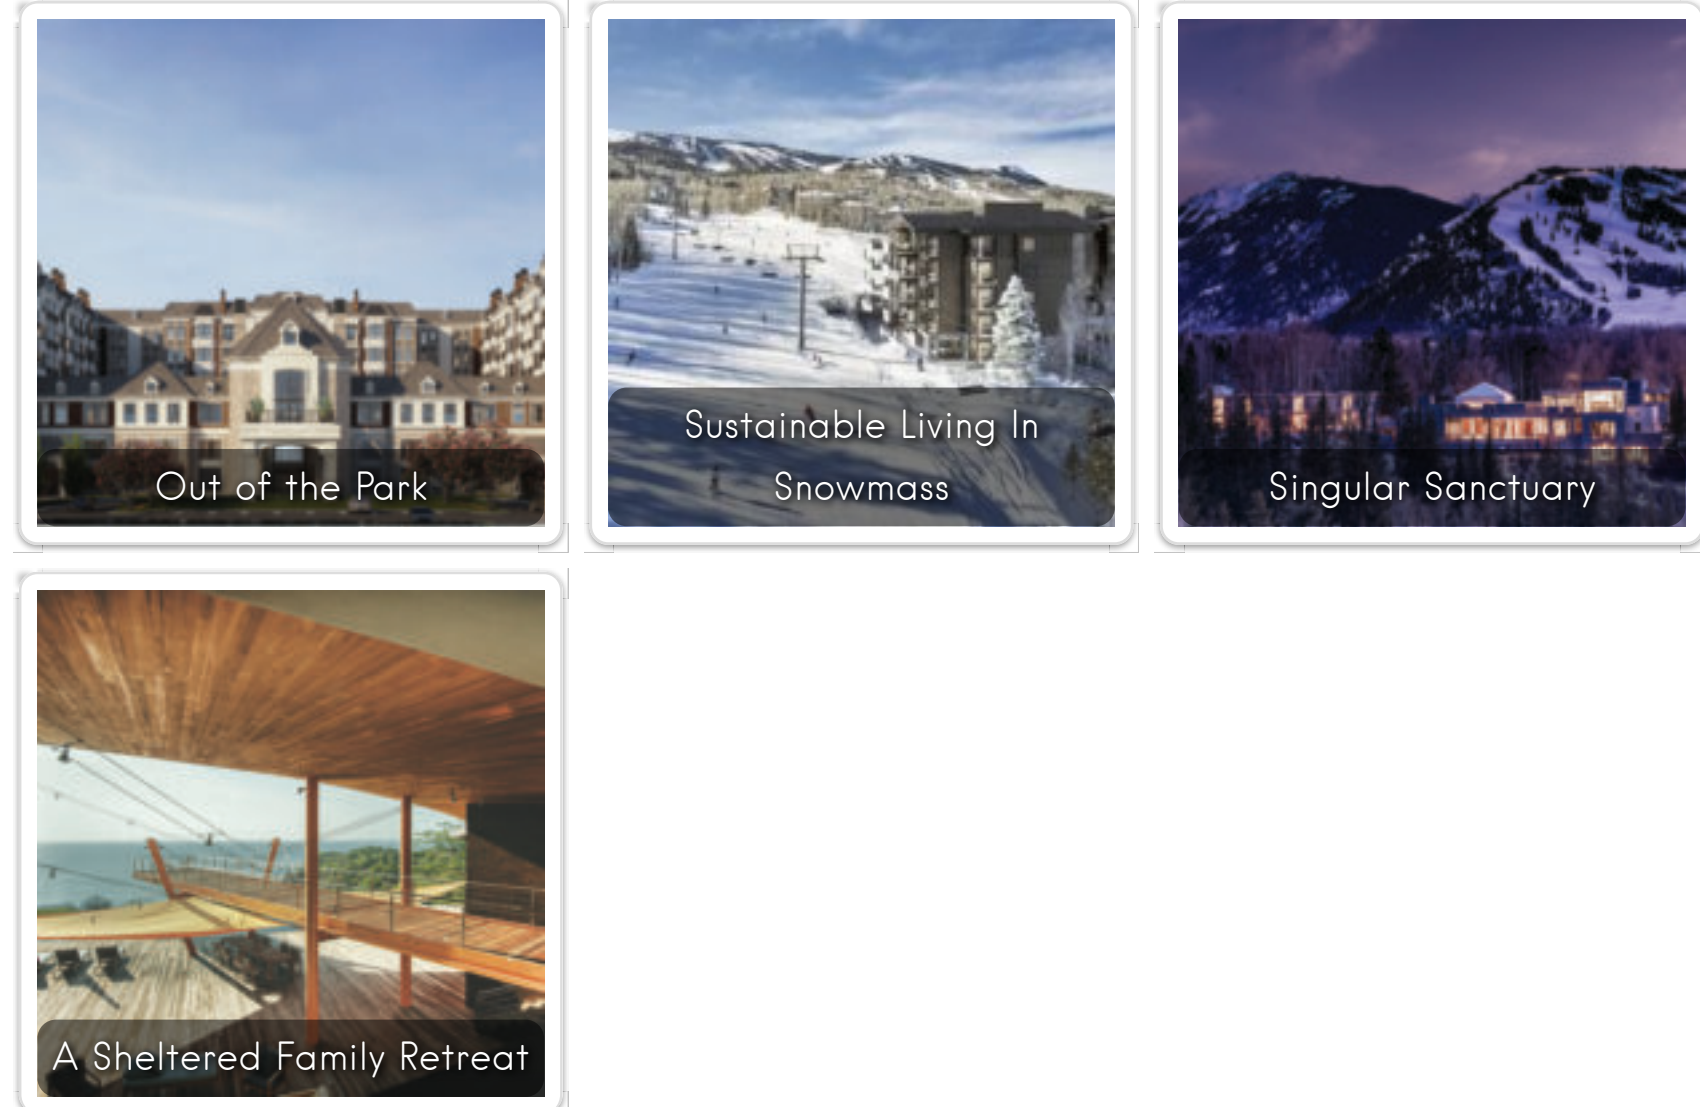 Out of the Park
Sustainable Living In
Snowmass
Singular Sanctuary
A Sheltered Family Retreat